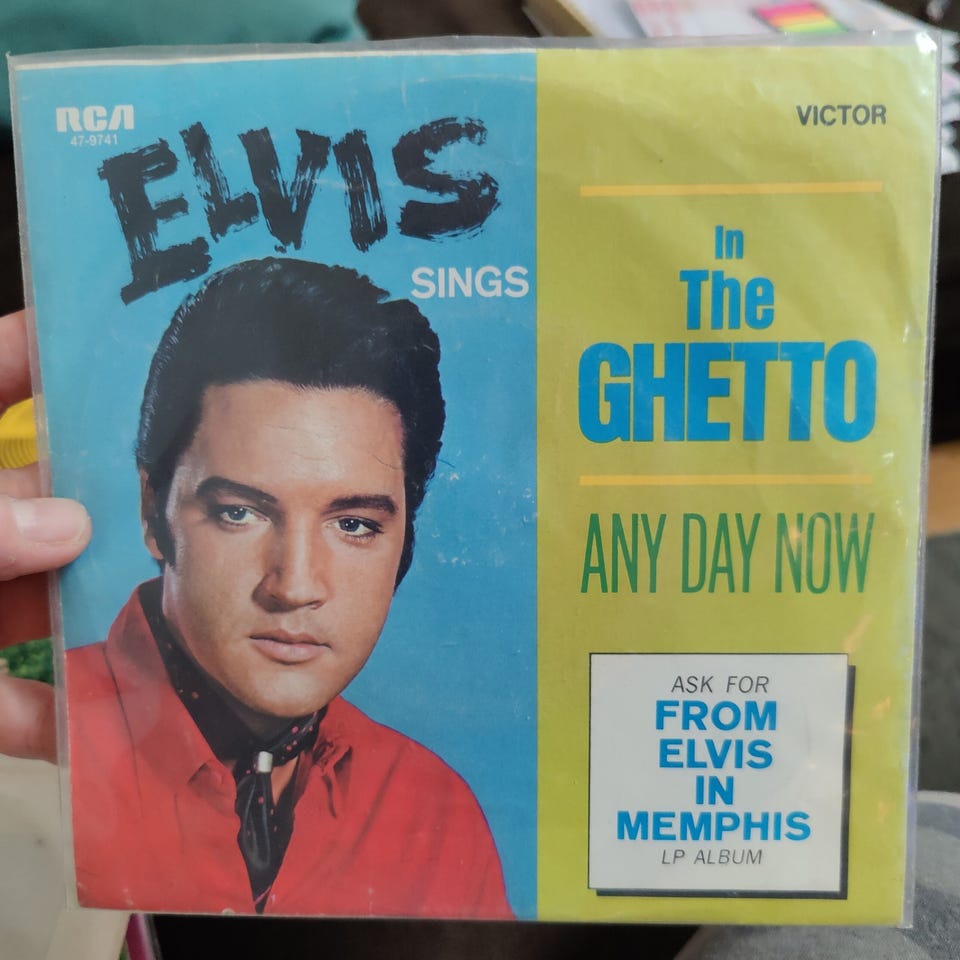 RCA
47-9741
ELVIS
SINGS
VICTOR
In
The
GHETTO
ANY DAY NOW
ASK FOR
FROM
ELVIS
IN
MEMPHIS
LP ALBUM